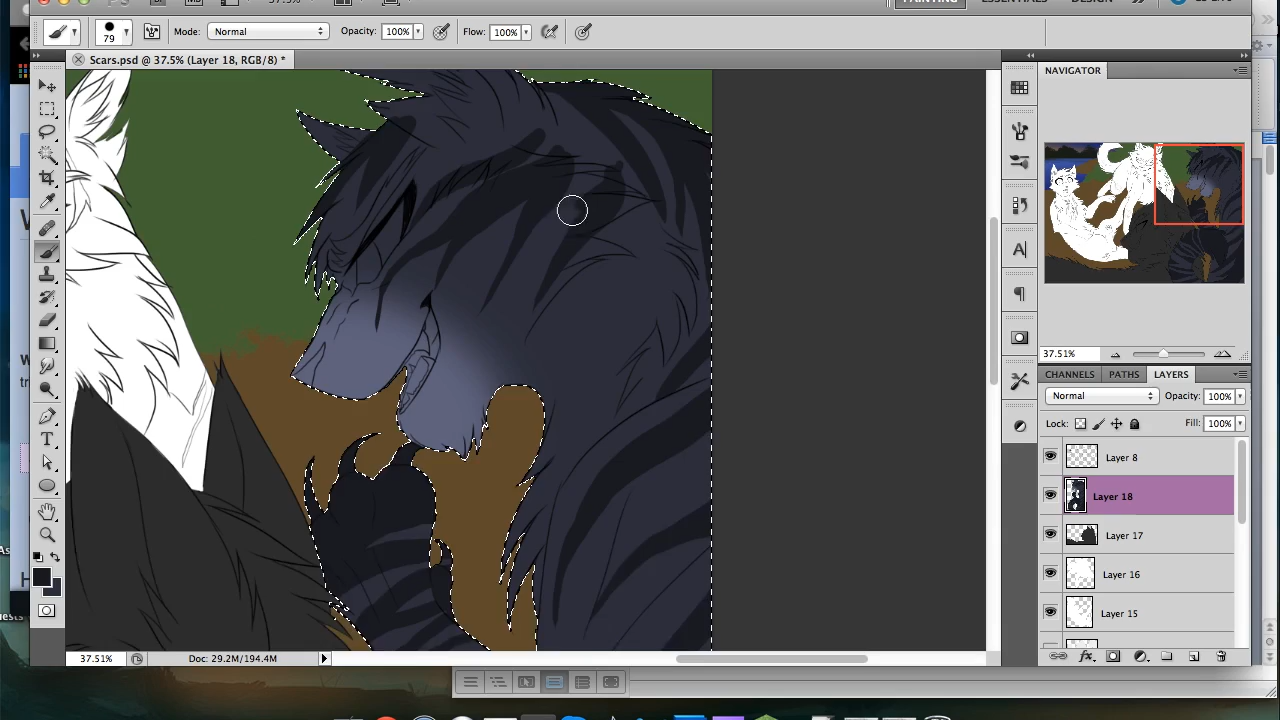 PAINTING ESSENTIALS DESIGN
79
Mode: Normal Opacity: 100% Flow: 100%
Scars.psd @ 37.5% (Layer 18, RGB/8) *
NAVIGATOR
37.51%
CHANNELS PATHS LAYERS
Normal Opacity: 100%
Lock: Fill: 100%
Layer 8
Layer 18
Layer 17
Layer 16
Layer 15
37.51% Doc: 29.2M/194.4M